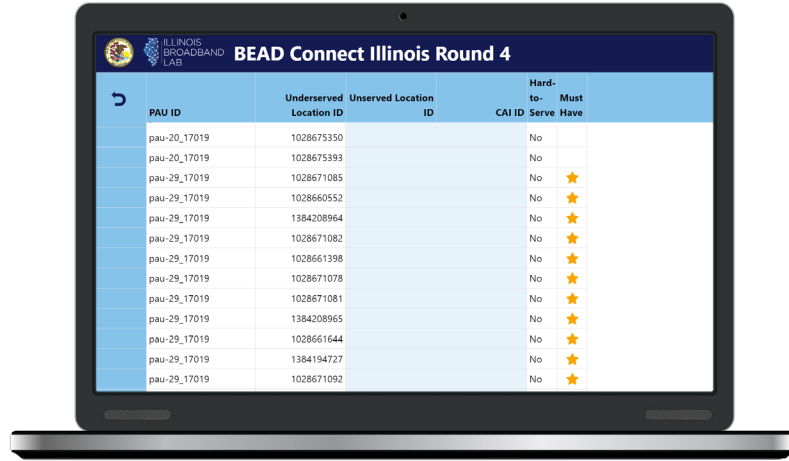 ILLINOIS
BROADBAND
LAB
BEAD Connect Illinois Round 4
PAU ID Underserved Location ID Unserved Location ID CAI ID Hard-to-Serve Must Have
pau-20_17019 1028675350 No
pau-20_17019 1028675393 No
pau-29_17019 1028671085 No
pau-29_17019 1028660552 No
pau-29_17019 1384208964 No
pau-29_17019 1028671082 No
pau-29_17019 1028661398 No
pau-29_17019 1028671078 No
pau-29_17019 1028671081 No
pau-29_17019 1384208965 No
pau-29_17019 1028661644 No
pau-29_17019 1384194727 No
pau-29_17019 1028671092 No